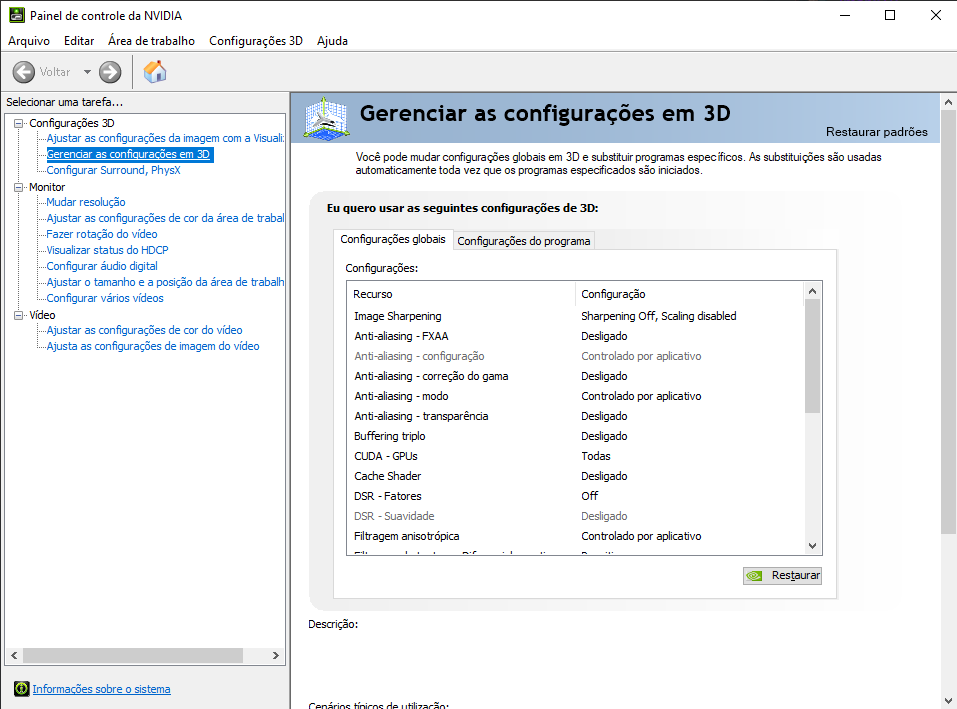 Painel de controle da NVIDIA
Arquivo Editar Área de trabalho Configurações 3D Ajuda
Voltar
Selecionar uma tarefa...
Configurações 3D
Ajustar as configurações da imagem com a Visuali
Gerenciar as configurações em 3D
Configurar Surround, PhysX
Monitor
Mudar resolução
Ajustar as configurações de cor da área de trabal
Fazer rotação do vídeo
Visualizar status do HDCP
Configurar áudio digital
Ajustar o tamanho e a posição da área de trabalh
Configurar vários vídeos
Vídeo
Ajustar as configurações de cor do vídeo
Ajusta as configurações de imagem do vídeo
Informações sobre o sistema
Gerenciar as configurações em 3D
Restaurar padrões
Você pode mudar configurações globais em 3D e substituir programas específicos. As substituições são usadas
automaticamente toda vez que os programas especificados são iniciados.
Eu quero usar as seguintes configurações de 3D:
Configurações globais Configurações do programa
Configurações:
Recurso Configuração
Image Sharpening Sharpening Off, Scaling disabled
Anti-aliasing - FXAA Desligado
Anti-aliasing - configuração Controlado por aplicativo
Anti-aliasing - correção do gama Desligado
Anti-aliasing - modo Controlado por aplicativo
Anti-aliasing - transparência Desligado
Buffering triplo Desligado
CUDA - GPUs Todas
Cache Shader Desligado
DSR - Fatores Off
DSR - Suavidade Desligado
Filtragem anisotrópica Controlado por aplicativo
Restaurar
Descrição:
Cenários típicos de utilização: